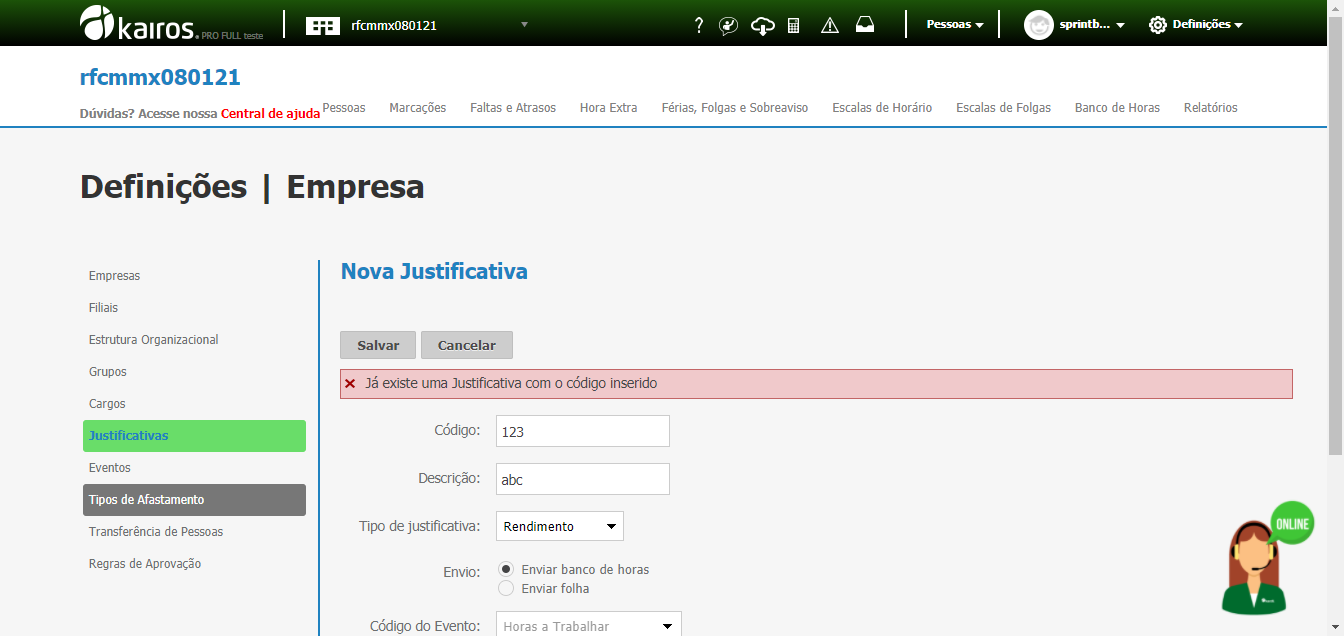 kairos. PRO FULL teste
rfcmmx080121
?
Pessoas
sprintb...
Definições
rfcmmx080121
Dúvidas? Acesse nossa Central de ajuda
Pessoas Marcações Faltas e Atrasos Hora Extra Férias, Folgas e Sobreaviso Escalas de Horário Escalas de Folgas Banco de Horas Relatórios
Definições | Empresa
Empresas
Filiais
Estrutura Organizacional
Grupos
Cargos
Justificativas
Eventos
Tipos de Afastamento
Transferência de Pessoas
Regras de Aprovação
Nova Justificativa
Salvar Cancelar
Já existe uma Justificativa com o código inserido
Código: 123
Descrição: abc
Tipo de justificativa: Rendimento
Envio: Enviar banco de horas
Enviar folha
Código do Evento: Horas a Trabalhar
ONLINE